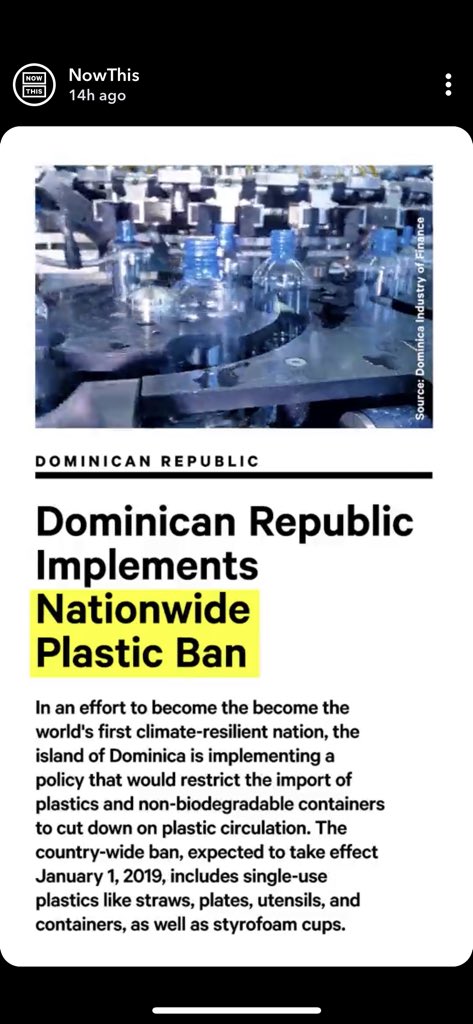 NOW
THIS
NowThis
14h ago
Source: Dominica Industry of Finance
DOMINICAN REPUBLIC
Dominican Republic
Implements
Nationwide
Plastic Ban
In an effort to become the become the
world's first climate-resilient nation, the
island of Dominica is implementing a
policy that would restrict the import of
plastics and non-biodegradable containers
to cut down on plastic circulation. The
country-wide ban, expected to take effect
January 1, 2019, includes single-use
plastics like straws, plates, utensils, and
containers, as well as styrofoam cups.